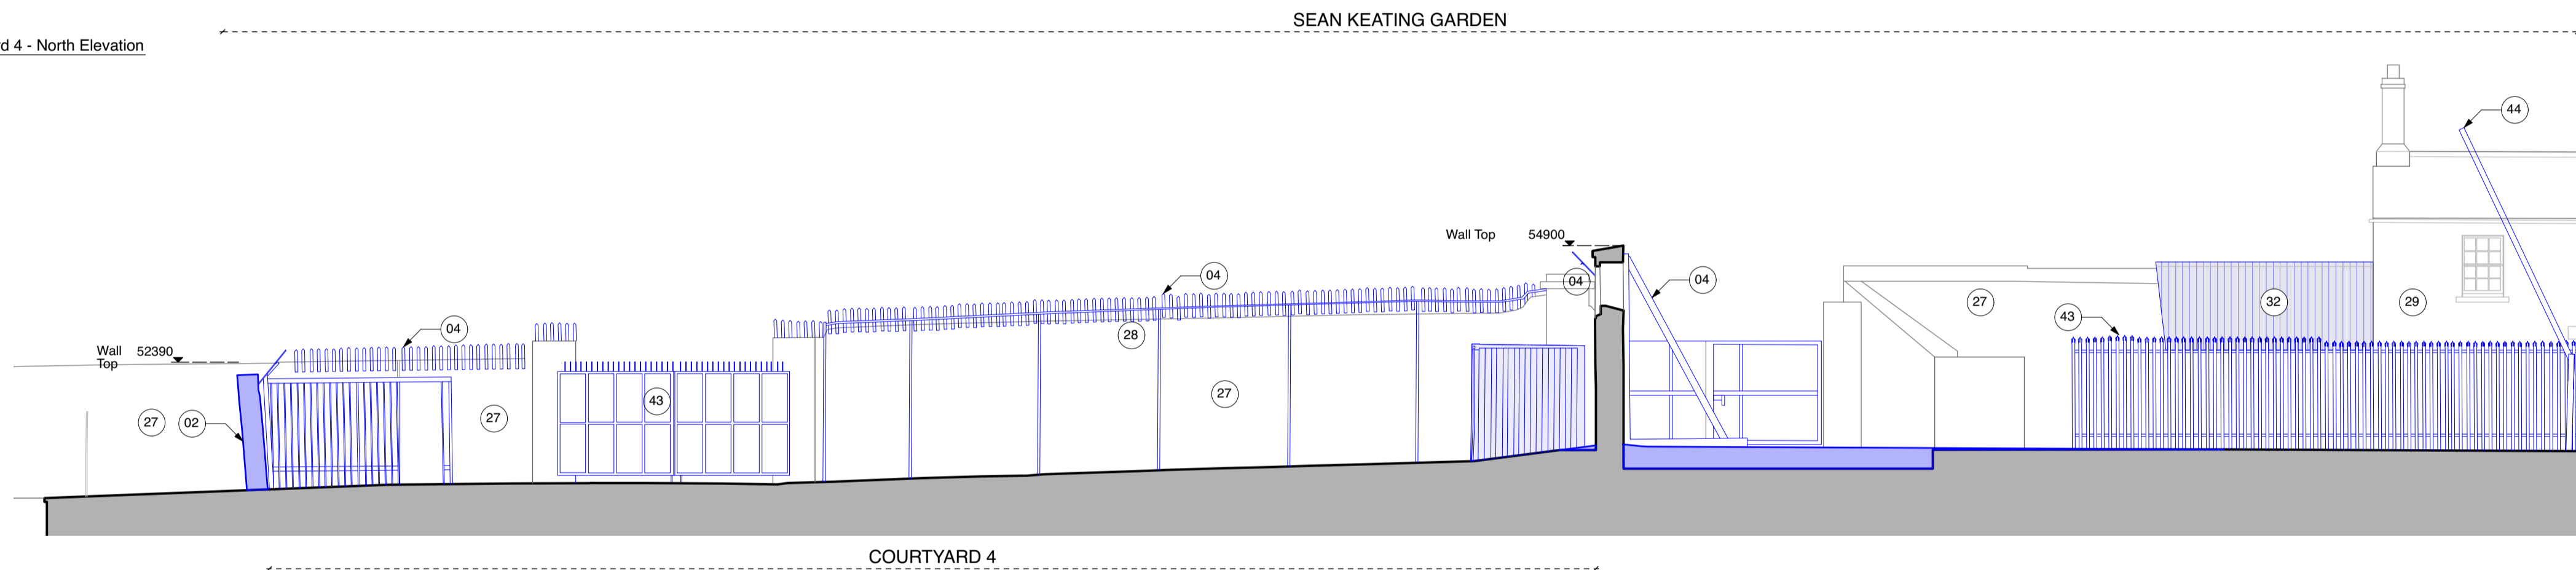 SEAN KEATING GARDEN
d 4 - North Elevation
44
Wall Top 54900
04
04
04
27
32
29
43
04
28
Wall 52390
Top
27
43
27
27
02
COURTYARD 4